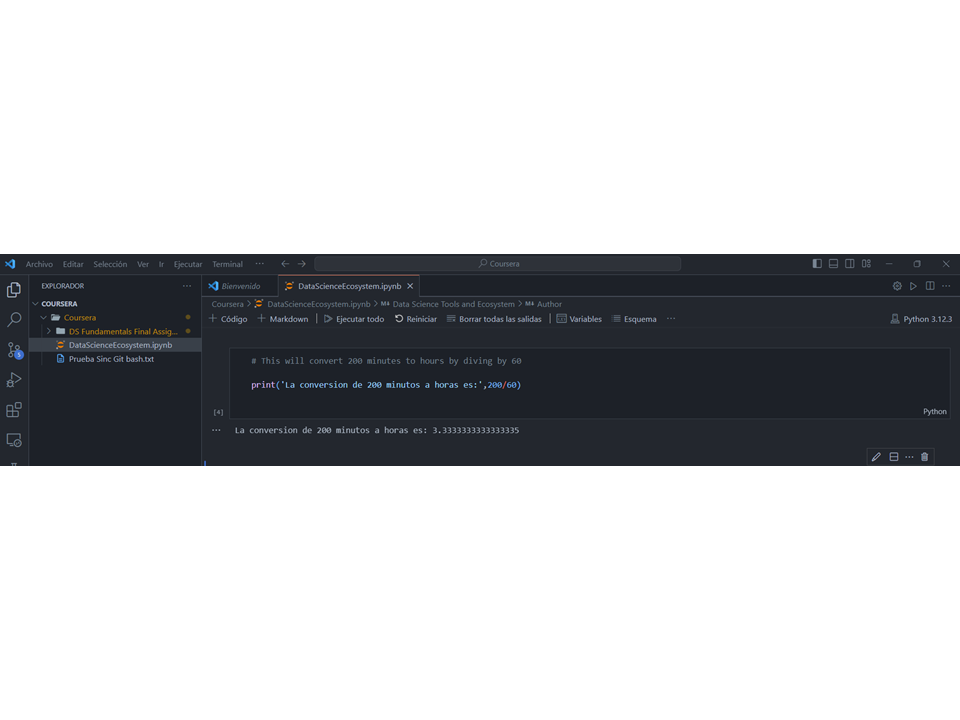 Archivo Editar Selección Ver Ir Ejecutar Terminal ··· Coursera
EXPLORADOR ···
COURSERA
Coursera
DS Fundamentals Final Assig...
DataScienceEcosystem.ipynb
Prueba Sinc Git bash.txt
5
Bienvenido DataScienceEcosystem.ipynb
Coursera > DataScienceEcosystem.ipynb > M↓ Data Science Tools and Ecosystem > M↓ Author
+ Código + Markdown Ejecutar todo Reiniciar Borrar todas las salidas Variables Esquema ··· Python 3.12.3
# This will convert 200 minutes to hours by diving by 60
print('La conversion de 200 minutos a horas es:',200/60)
[4] Python
··· La conversion de 200 minutos a horas es: 3.3333333333333335